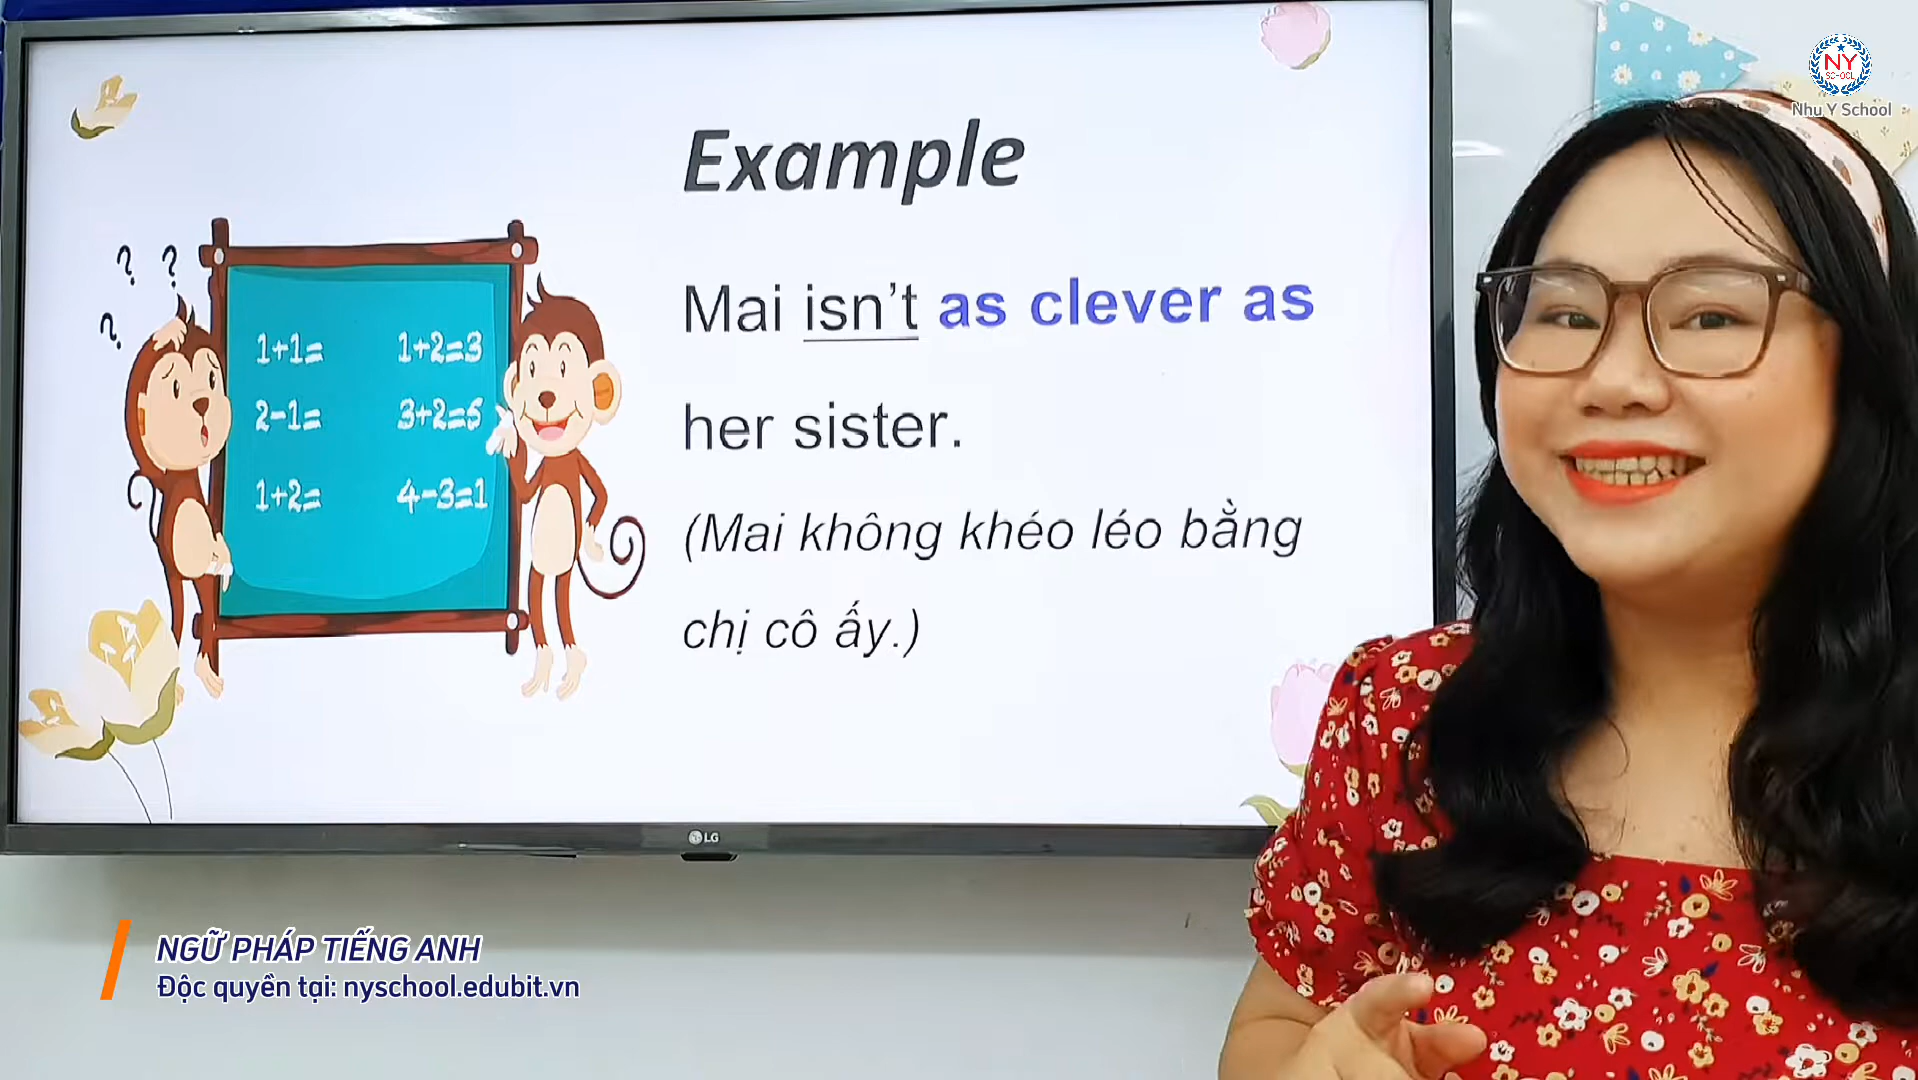 NY
SCHOOL
Nhu Y School
Example
Mai isn't as clever as
her sister.
(Mai không khéo léo bằng
chị cô ấy.)
? ?
?
1+1= 1+2=3
2-1= 3+2=5
1+2= 4-3=1
LG
NGỮ PHÁP TIẾNG ANH
Độc quyền tại: nyschool.edubit.vn